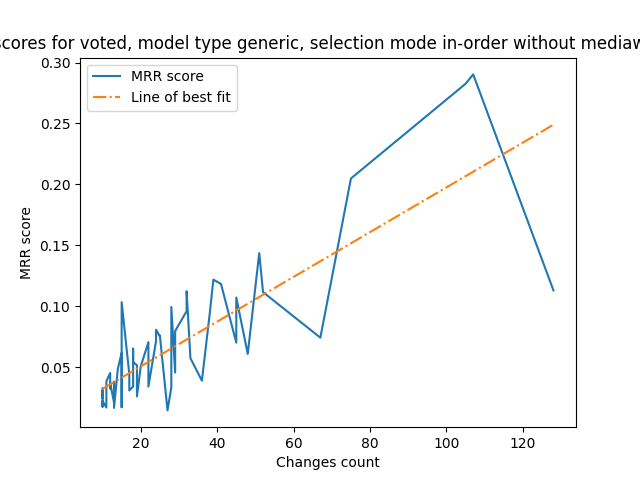 scores for voted, model type generic, selection mode in-order without
MRR score
Line of best fit
0.30
0.25
0.20
0.15
0.10
0.05
MRR score
20 40 60 80 100 120
Changes count